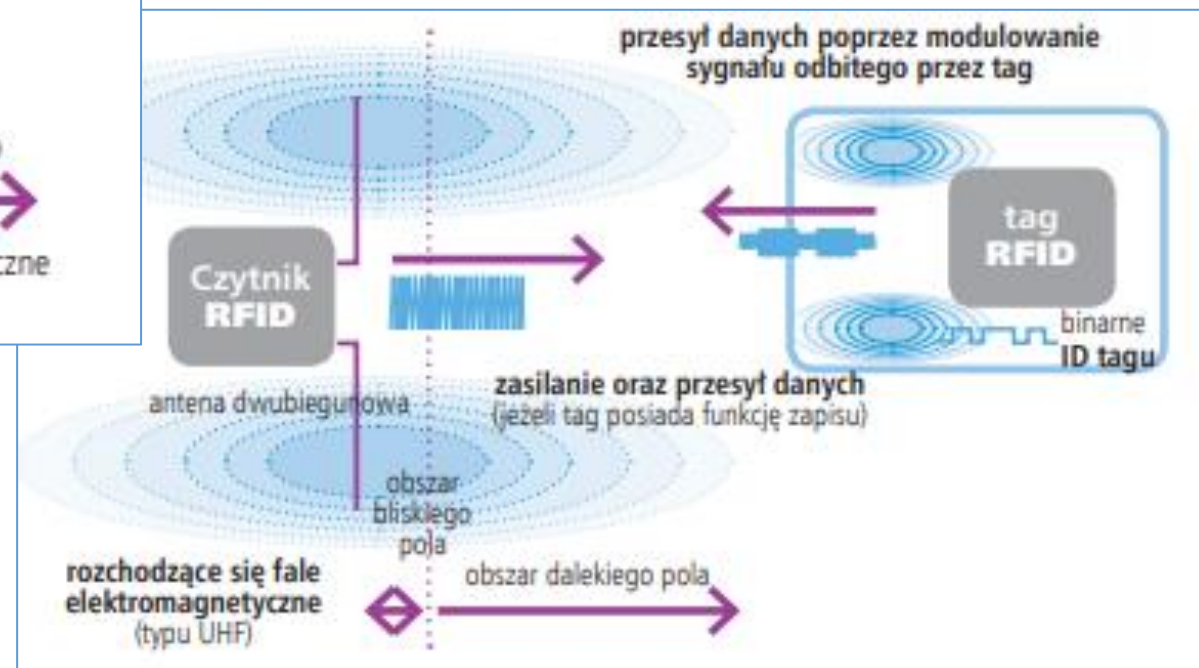 przesył danych poprzez modulowanie
sygnału odbitego przez tag
czne
Czytnik
RFID
tag
RFID
binarne
ID tagu
antena dwubiegunowa
zasilanie oraz przesył danych
(jeżeli tag posiada funkcję zapisu)
obszar
bliskiego
pola
rozchodzące się fale
elektromagnetyczne
(typu UHF)
obszar dalekiego pola